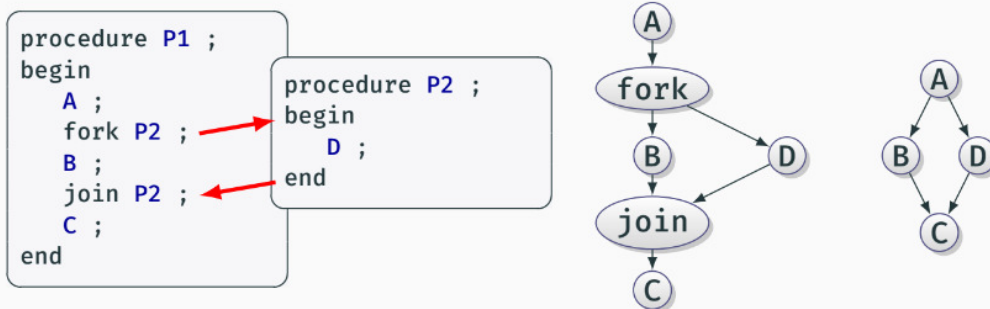 procedure P1 ;
begin
A ;
fork P2 ;
B ;
join P2 ;
C ;
end
procedure P2 ;
begin
D ;
end
A
fork
B
D
join
C
A
B
D
C